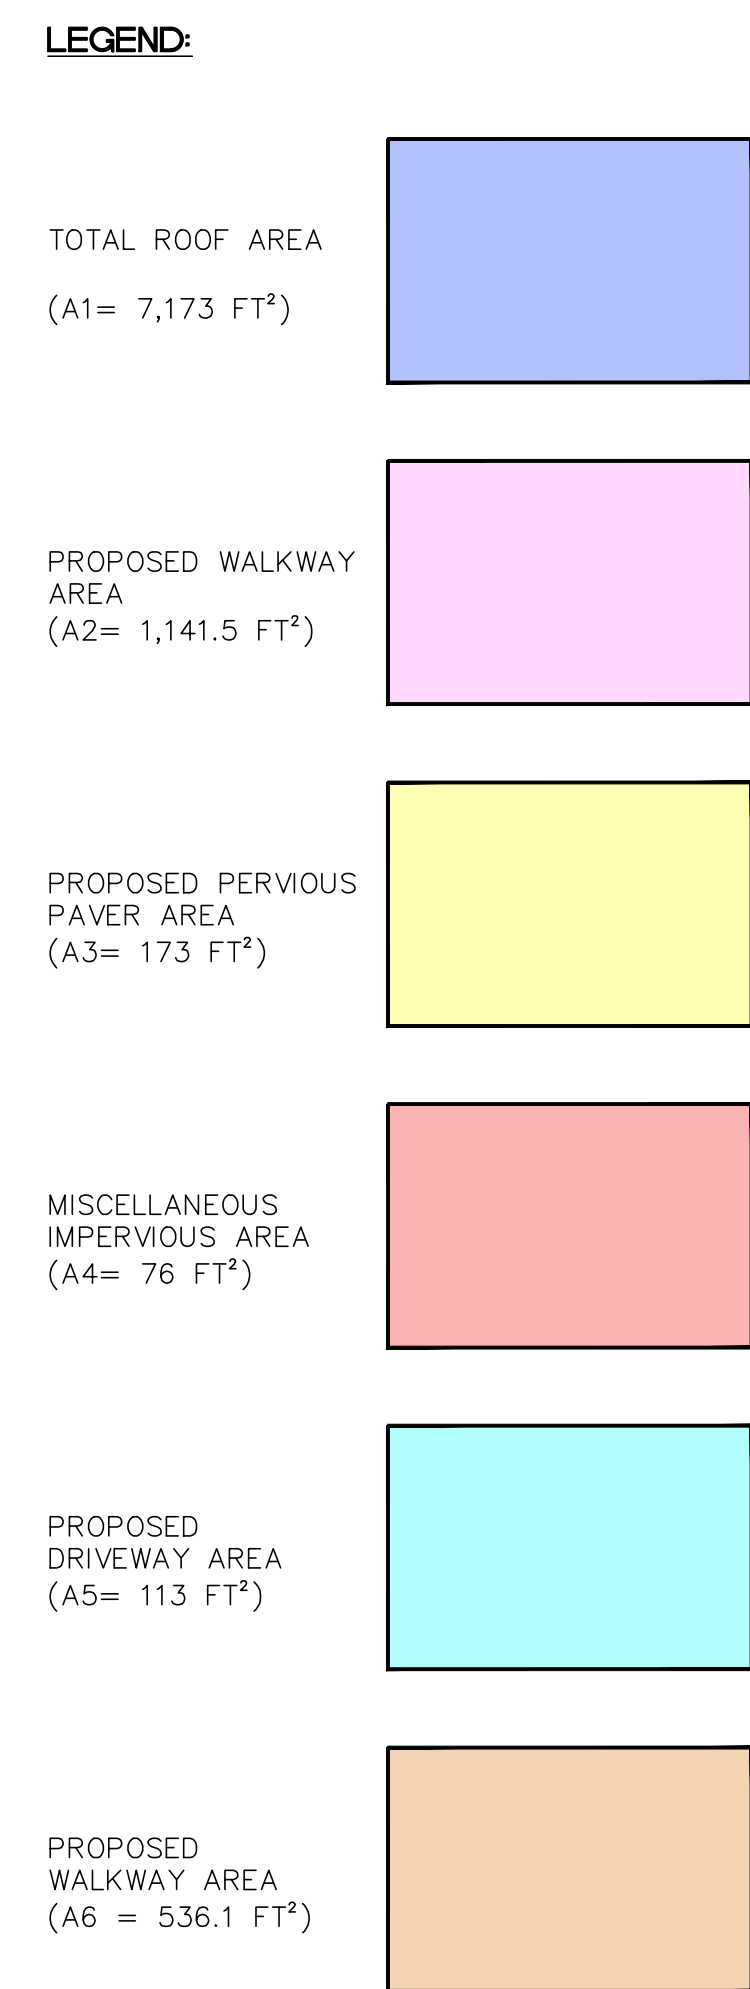 LEGEND:
TOTAL ROOF AREA
(A1= 7,173 FT²)
PROPOSED WALKWAY
AREA
(A2= 1,141.5 FT²)
PROPOSED PERVIOUS
PAVER AREA
(A3= 173 FT²)
MISCELLANEOUS
IMPERVIOUS AREA
(A4= 76 FT²)
PROPOSED
DRIVEWAY AREA
(A5= 113 FT²)
PROPOSED
WALKWAY AREA
(A6 = 536.1 FT²)